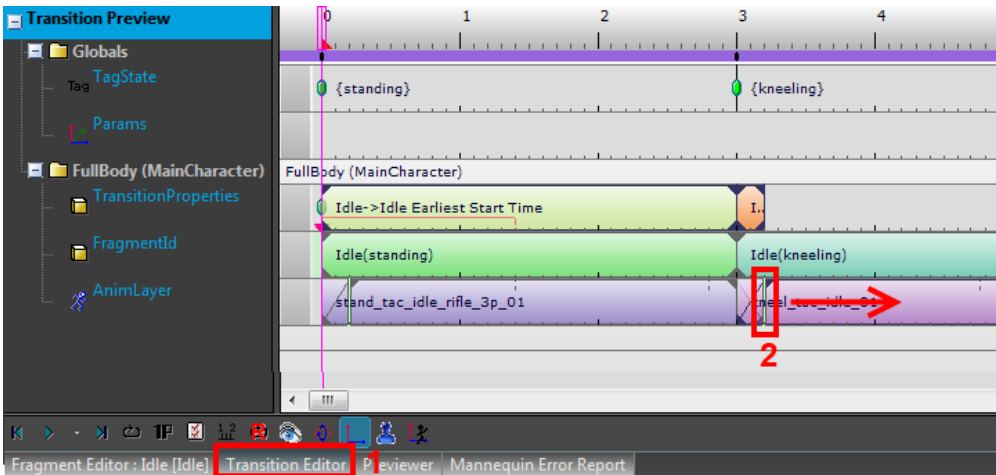 Transition Preview
0 1 2 3 4
Globals
Tag TagState
{standing} {kneeling}
Params
FullBody (MainCharacter)
FullBody (MainCharacter)
TransitionProperties
Idle->Idle Earliest Start Time
I..
FragmentId
Idle(standing) Idle(kneeling)
AnimLayer
stand_tac_idle_rifle_3p_01
kneel_tac_idle_01
2
1P
Fragment Editor : Idle [Idle] Transition Editor 1 Previewer Mannequin Error Report